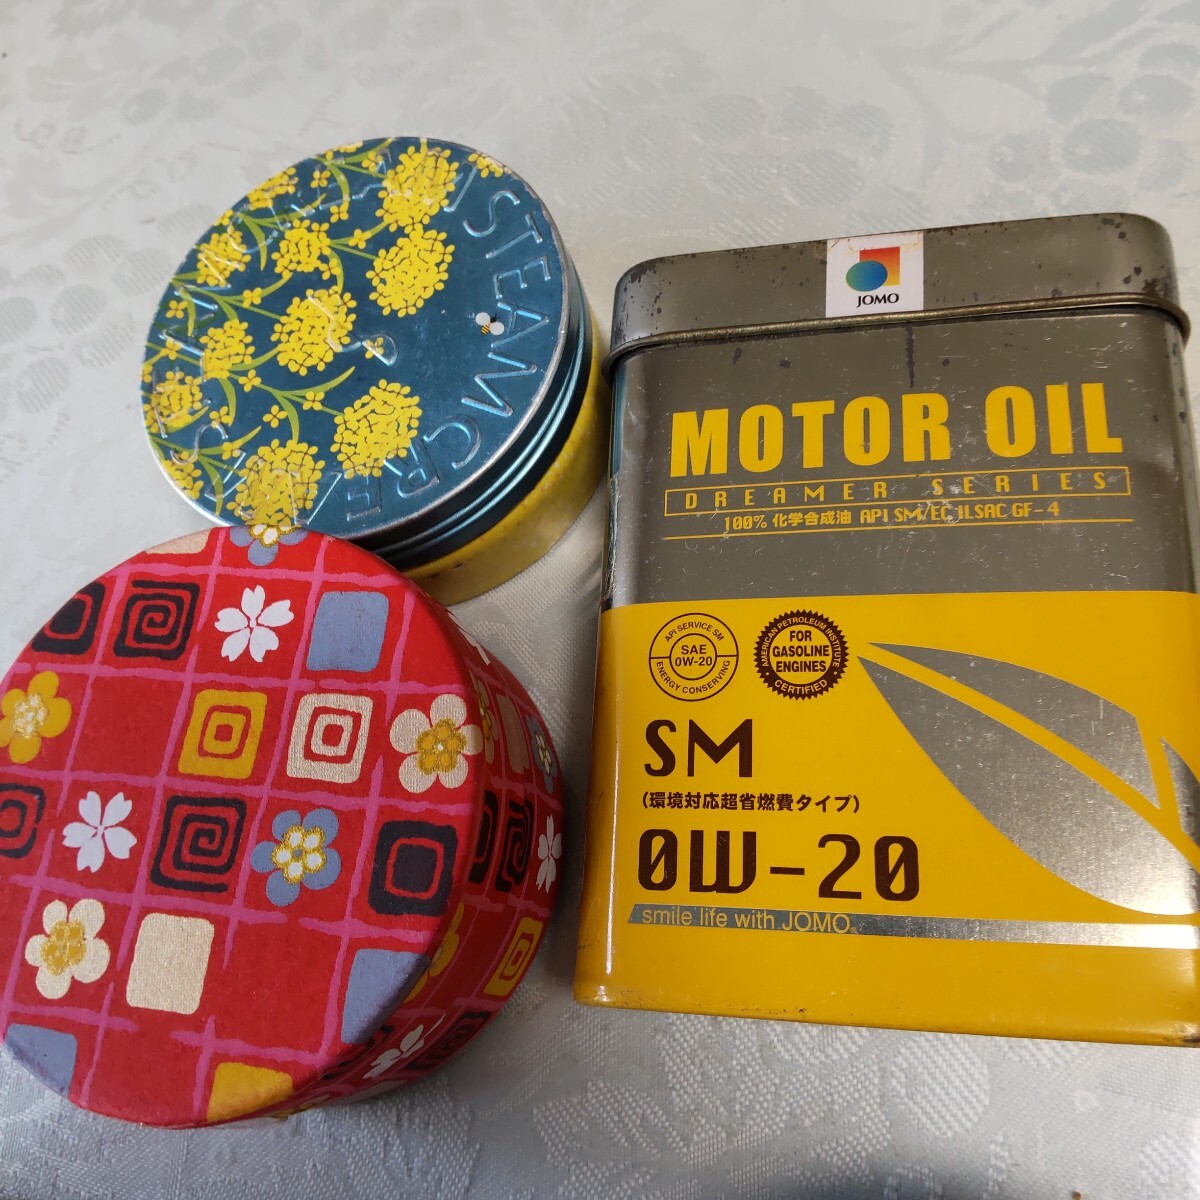 STEAMCREAM
STEAMCRE
JOMO
MOTOR OIL
DREAMER SERIES
100% 化学合成油 API SM/EC ILSAC GF-4
API SERVICE SM
SAE
0W-20
ENERGY CONSERVING
AMERICAN PETROLEUM INSTITUTE
FOR
GASOLINE
ENGINES
CERTIFIED
SM
(環境対応超省燃費タイプ)
0W-20
smile life with JOMO.